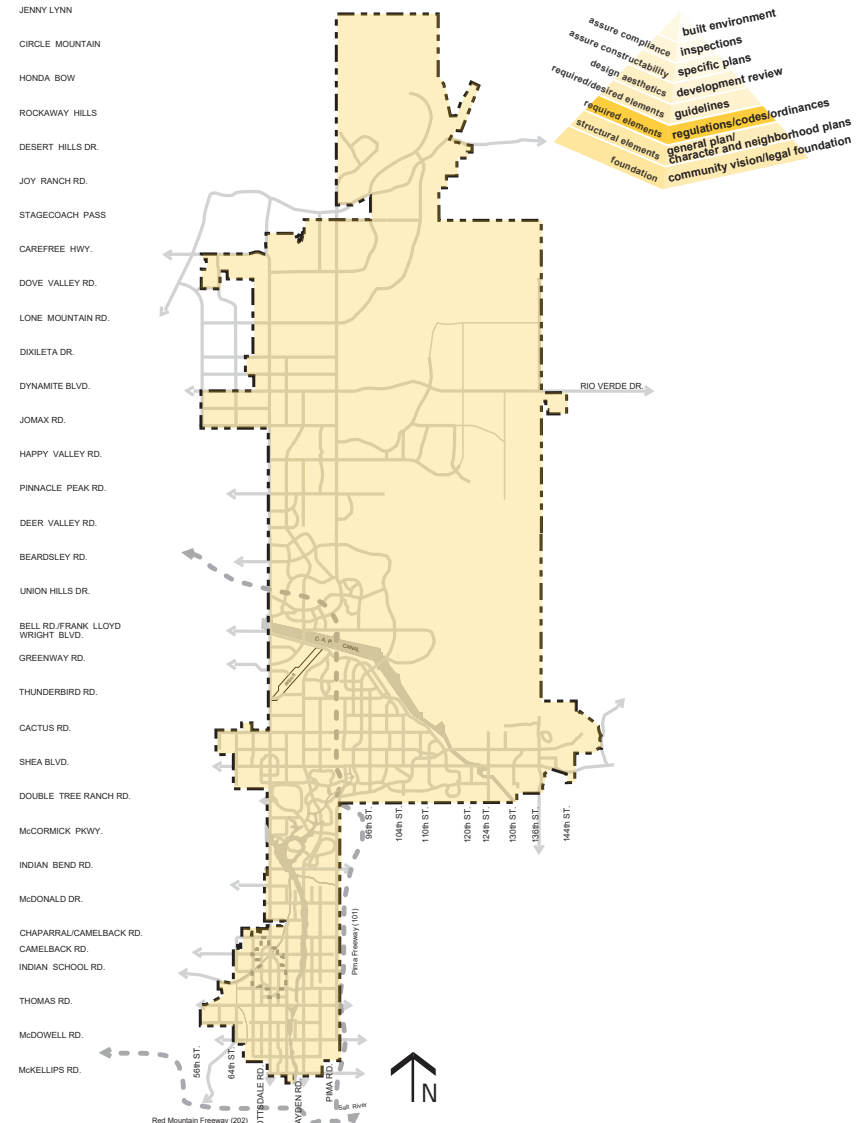 JENNY LYNN
CIRCLE MOUNTAIN
HONDA BOW
ROCKAWAY HILLS
DESERT HILLS DR.
JOY RANCH RD.
STAGECOACH PASS
CAREFREE HWY.
DOVE VALLEY RD.
LONE MOUNTAIN RD.
DIXILETA DR.
DYNAMITE BLVD.
JOMAX RD.
HAPPY VALLEY RD.
PINNACLE PEAK RD.
DEER VALLEY RD.
BEARDSLEY RD.
UNION HILLS DR.
BELL RD./FRANK LLOYD
WRIGHT BLVD.
GREENWAY RD.
THUNDERBIRD RD.
CACTUS RD.
SHEA BLVD.
DOUBLE TREE RANCH RD.
McCORMICK PKWY.
INDIAN BEND RD.
McDONALD DR.
CHAPARRAL/CAMELBACK RD.
CAMELBACK RD.
INDIAN SCHOOL RD.
THOMAS RD.
McDOWELL RD.
McKELLIPS RD.
assure compliance
assure constructability
design aesthetics
required/desired elements
required elements
structural elements
foundation
built environment
inspections
specific plans
development review
guidelines
regulations/codes/ordinances
general plan/
character and neighborhood plans
community vision/legal foundation
RIO VERDE DR.
C A P CANAL
96th ST.
104th ST.
110th ST.
120th ST.
124th ST.
130th ST.
136th ST.
144th ST.
Pima Freeway (101)
56th ST.
64th ST.
OTTSDALE RD.
AYDEN RD.
PIMA RD.
Salt River
Red Mountain Freeway (202)
N